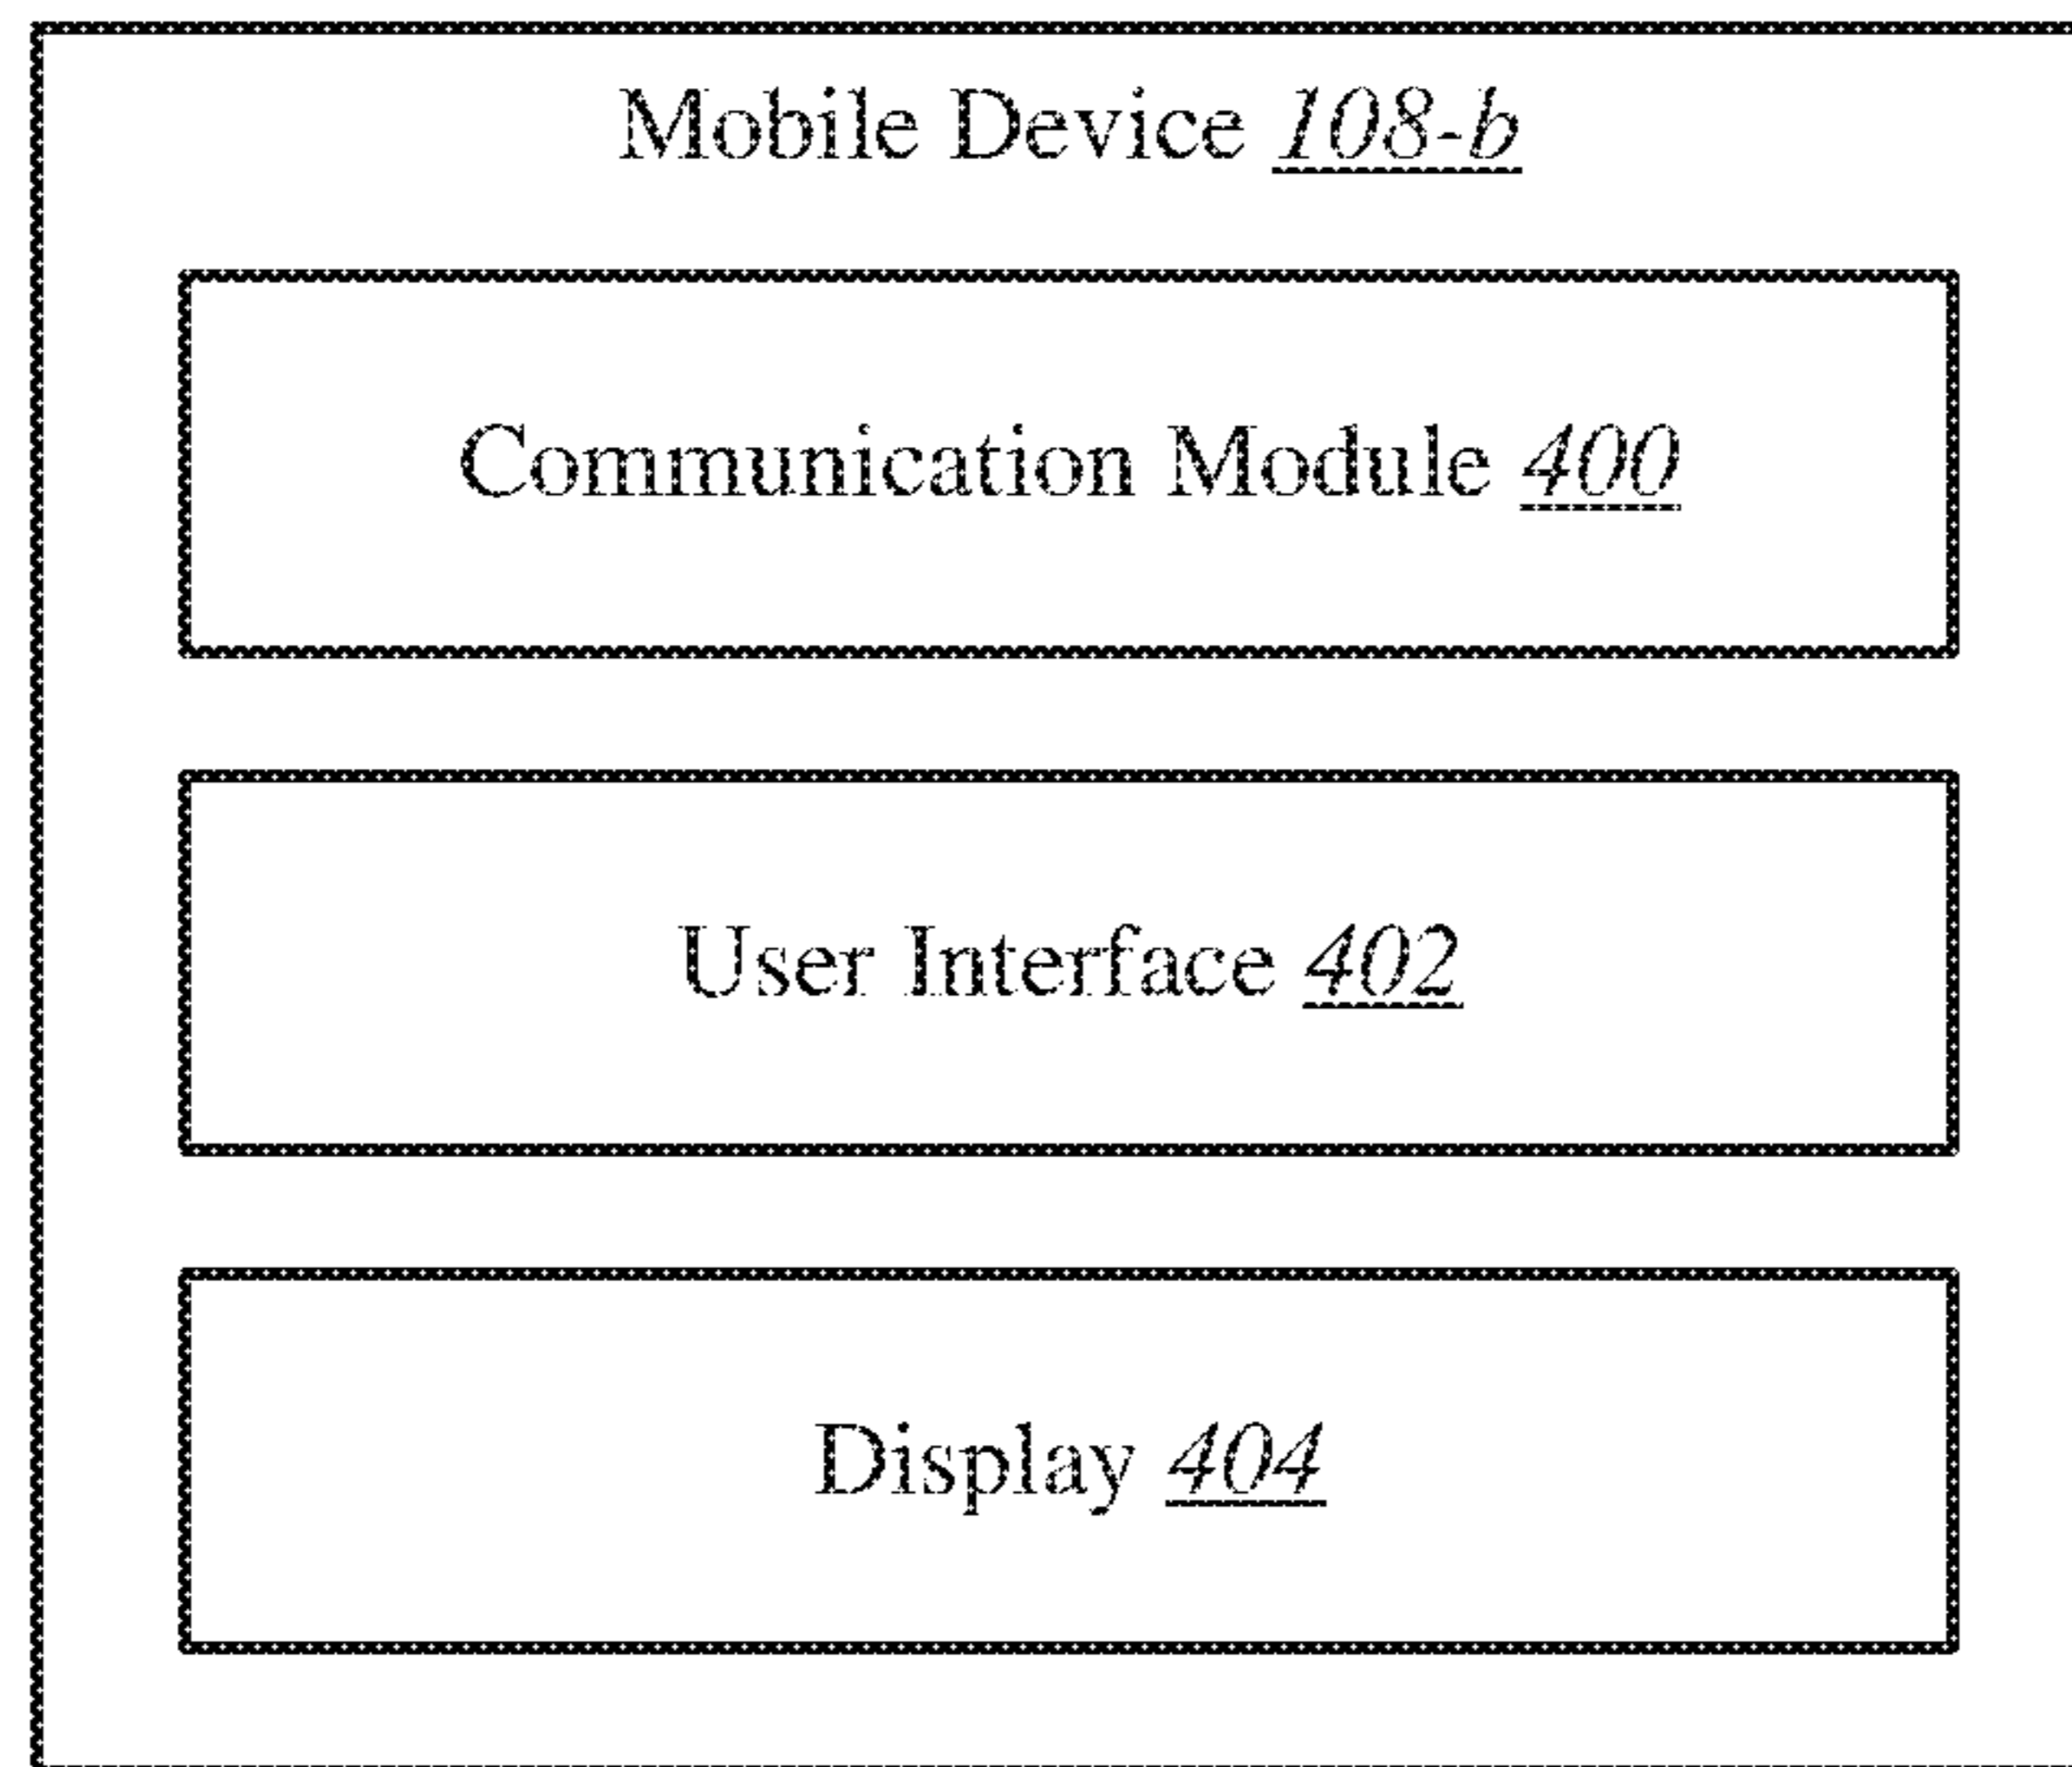 Mobile Device 108-b
Communication Module 400
User Interface 402
Display 404